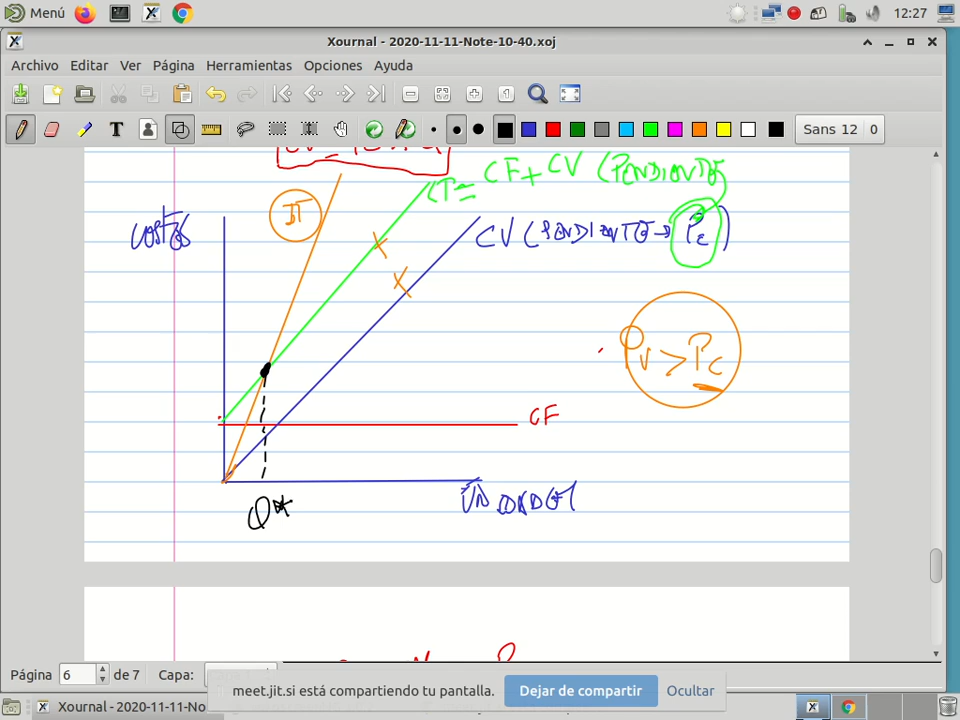 Menú 12:27
Xournal - 2020-11-11-Note-10-40.xoj
Archivo Editar Ver Página Herramientas Opciones Ayuda
Sans 12 0
CT = CF + CV (PENDIENTE
π
COSTES
CV (PENDIENTE → Pc)
Pv > Pc
CF
Q*
Página 6 de 7 Capa:
meet.jit.si está compartiendo tu pantalla. Dejar de compartir Ocultar
Xournal - 2020-11-11-No